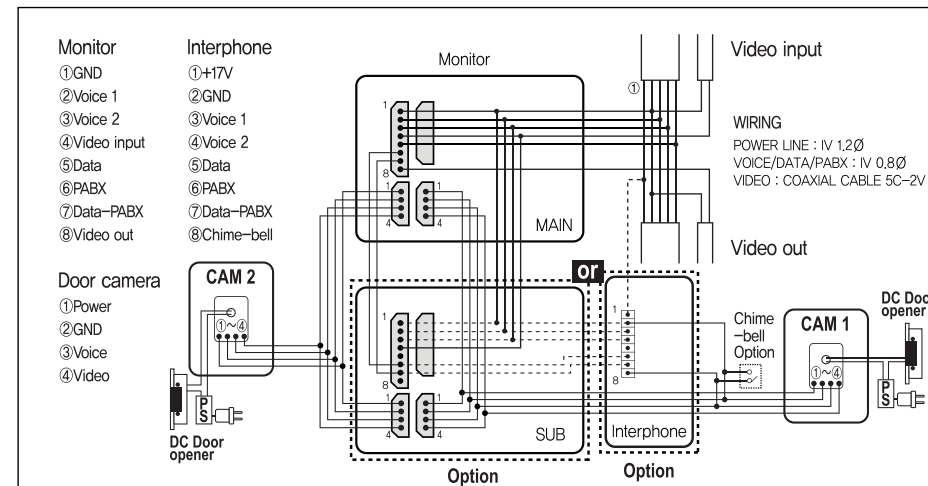 Monitor
①GND
②Voice 1
③Voice 2
④Video input
⑤Data
⑥PABX
⑦Data-PABX
⑧Video out
Interphone
①+17V
②GND
③Voice 1
④Voice 2
⑤Data
⑥PABX
⑦Data-PABX
⑧Chime-bell
Door camera
①Power
②GND
③Voice
④Video
Monitor
1
8
1
4
1
4
MAIN
①
Video input
WIRING
POWER LINE : IV 1,2Ø
VOICE/DATA/PABX : IV 0,8Ø
VIDEO : COAXIAL CABLE 5C-2V
Video out
CAM 2
①~④
P
S
DC Door
opener
or
1
8
1
4
1
4
SUB
Option
1
8
Interphone
Option
Chime
-bell
Option
CAM 1
①~④
DC Doo
opener
P
S